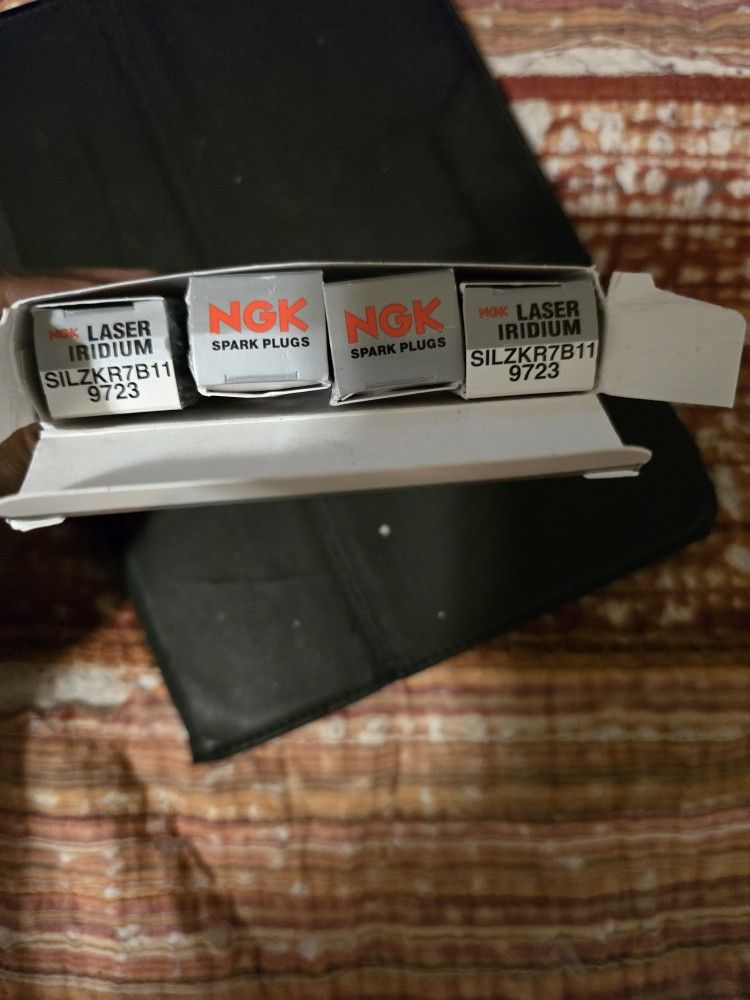 NGK LASER
IRIDIUM
SILZKR7B11
9723
NGK
SPARK PLUGS
NGK
SPARK PLUGS
NGK LASER
IRIDIUM
SILZKR7B11
9723